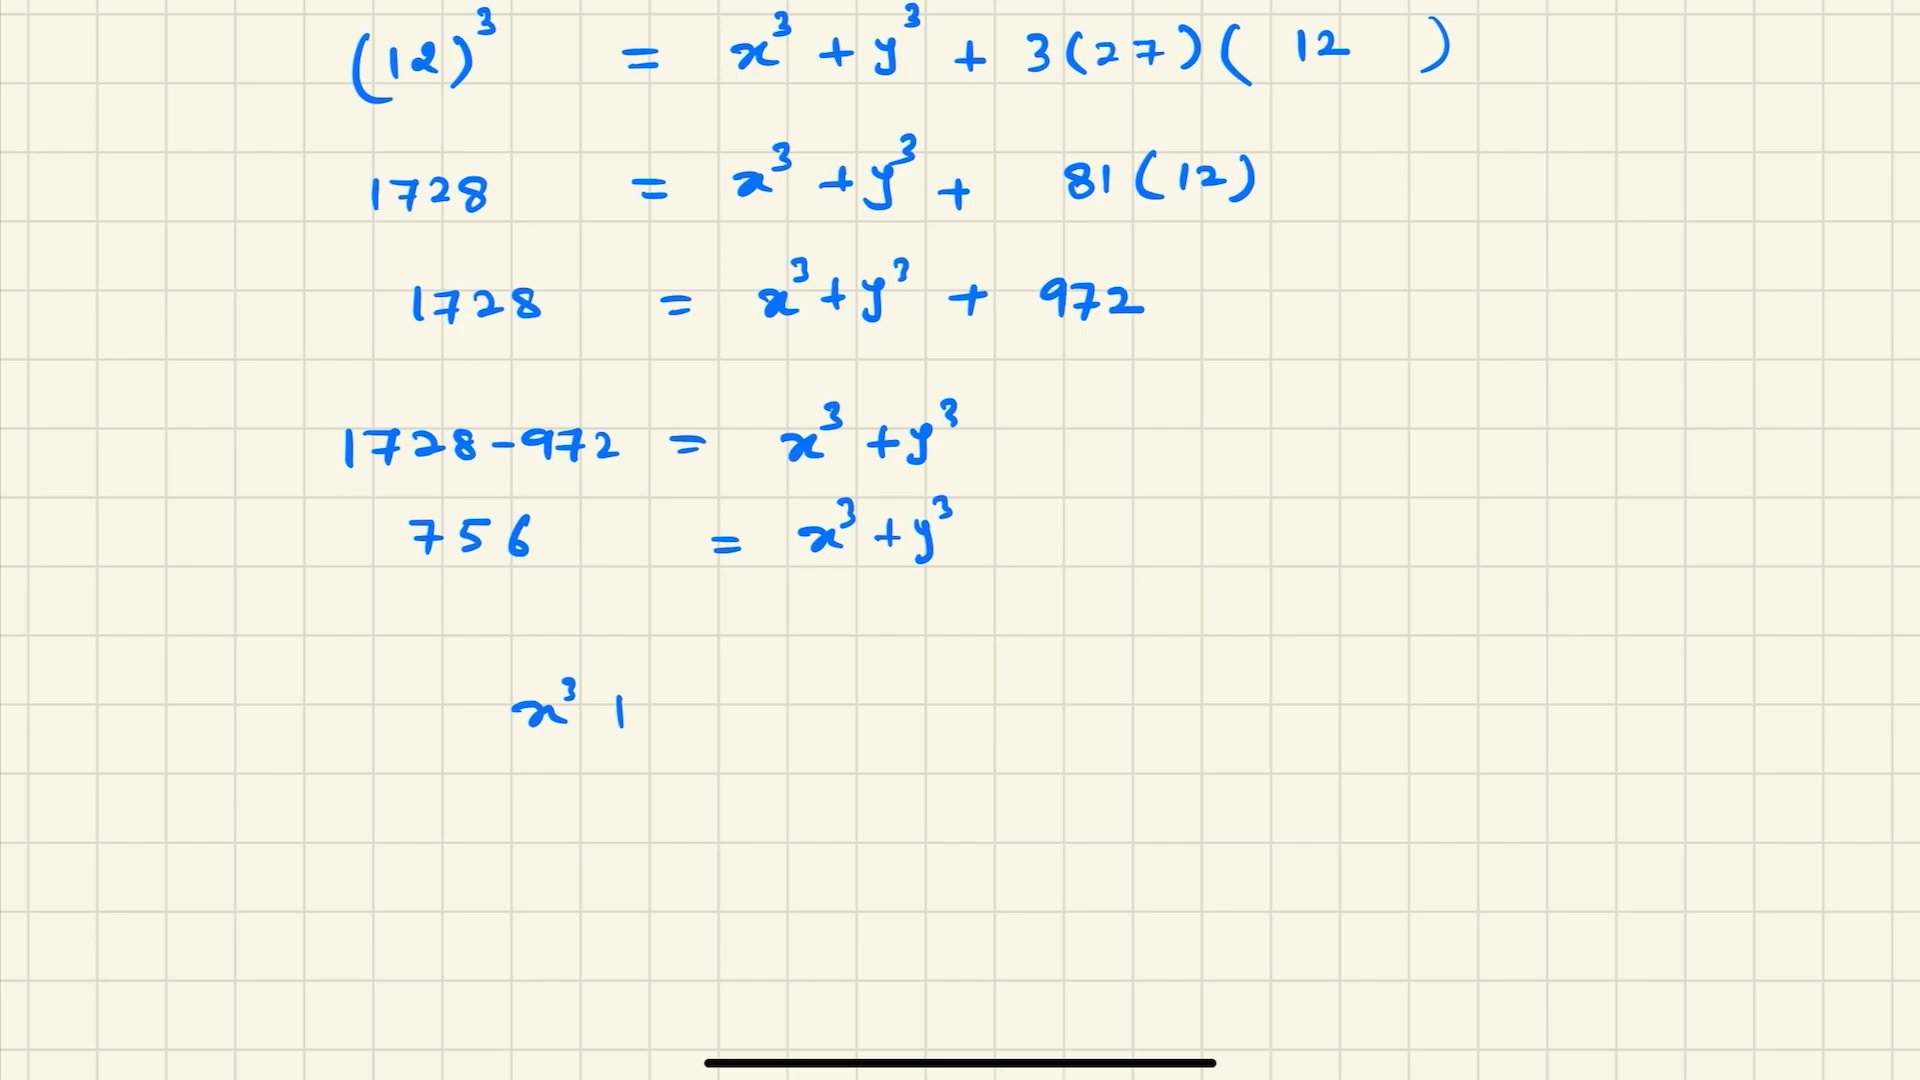 (12)³ = x³ + y³ + 3(27)( 12 )
1728 = x³ + y³ + 81(12)
1728 = x³ + y³ + 972
1728-972 = x³ + y³
756 = x³ + y³
x³ |